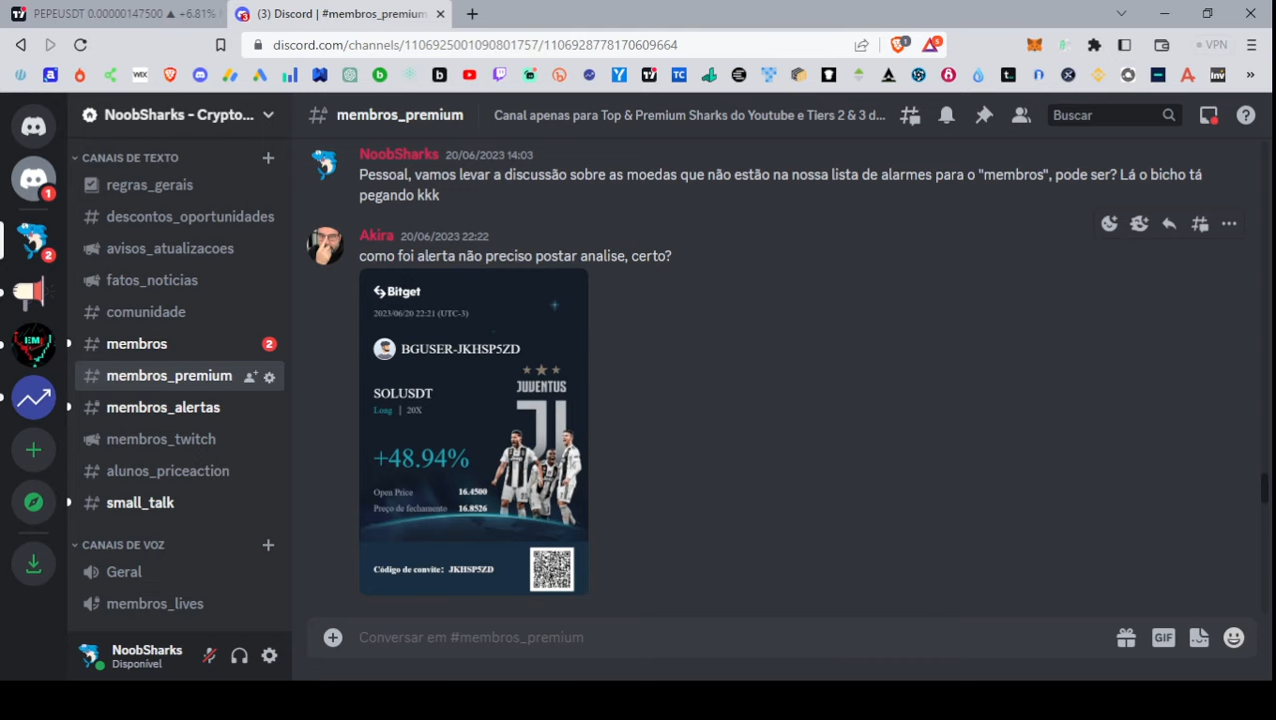 PEPEUSDT 0.00000147500 ▲ +6.81%
(3) Discord | #membros_premium
discord.com/channels/1106925001090801757/1106928778170609664
VPN
NoobSharks - Crypto...
membros_premium
Canal apenas para Top & Premium Sharks do Youtube e Tiers 2 & 3 d...
Buscar
CANAIS DE TEXTO
regras_gerais
descontos_oportunidades
avisos_atualizacoes
fatos_noticias
comunidade
membros
2
membros_premium
membros_alertas
membros_twitch
alunos_priceaction
small_talk
CANAIS DE VOZ
Geral
membros_lives
NoobSharks
Disponível
1
2
NoobSharks 20/06/2023 14:03
Pessoal, vamos levar a discussão sobre as moedas que não estão na nossa lista de alarmes para o "membros", pode ser? Lá o bicho tá
pegando kkk
Akira 20/06/2023 22:22
como foi alerta não preciso postar analise, certo?
Bitget
2023/06/20 22:21 (UTC-3)
BGUSER-JKHSP5ZD
JUVENTUS
SOLUSDT
Long | 20X
+48.94%
Open Price 16.4500
Preço de fechamento 16.8526
Código de convite: JKHSP5ZD
Conversar em #membros_premium
GIF